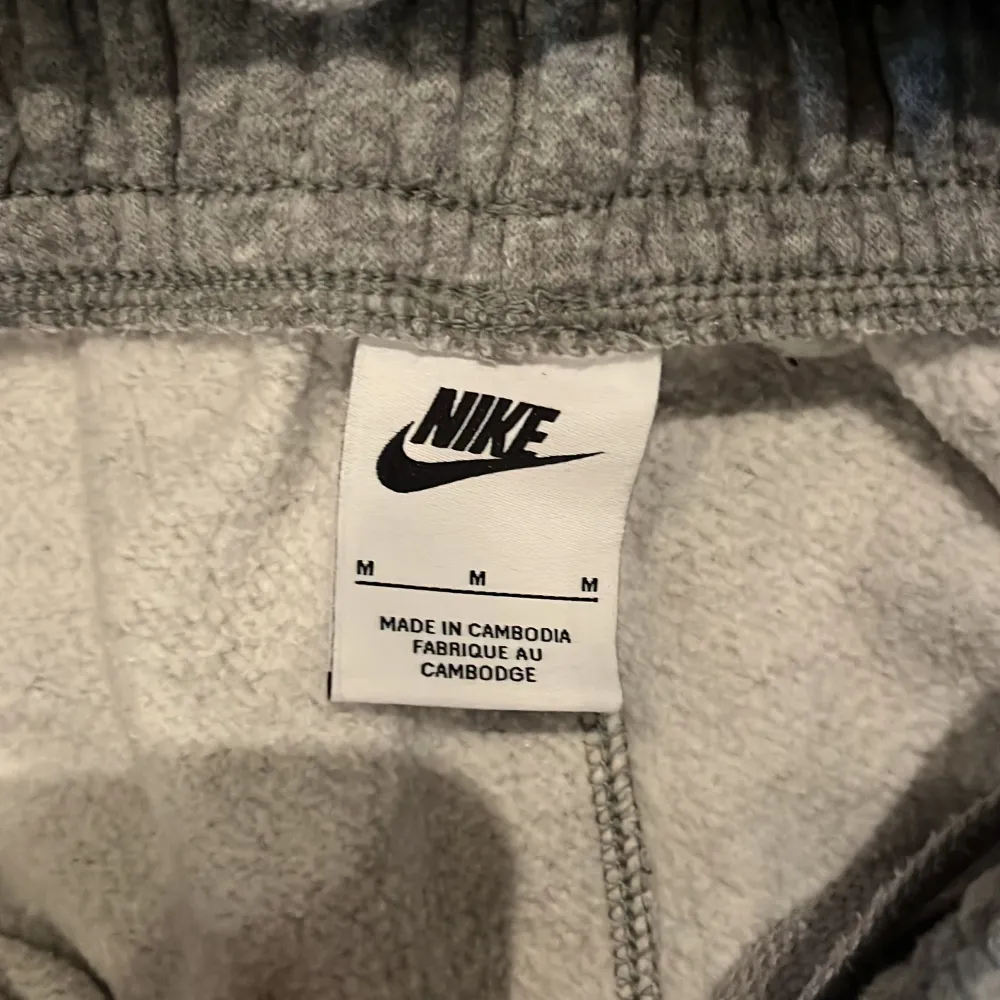 NIKE
M M M
MADE IN CAMBODIA
FABRIQUE AU
CAMBODGE